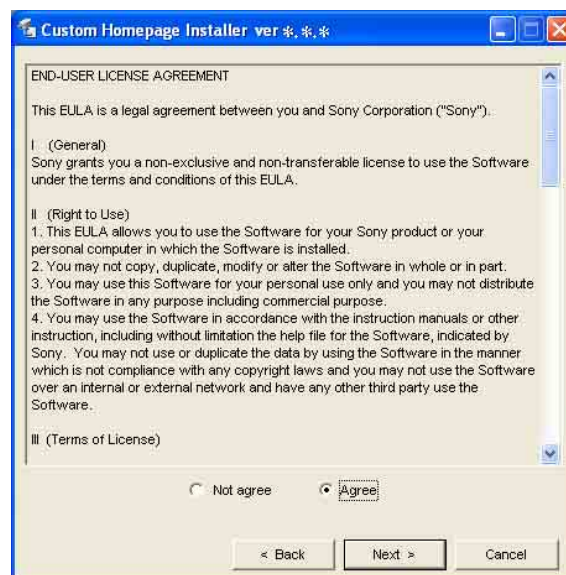 Custom Homepage Installer ver *.*.*
END-USER LICENSE AGREEMENT
This EULA is a legal agreement between you and Sony Corporation ("Sony").
I (General)
Sony grants you a non-exclusive and non-transferable license to use the Software
under the terms and conditions of this EULA.
II (Right to Use)
1. This EULA allows you to use the Software for your Sony product or your
personal computer in which the Software is installed.
2. You may not copy, duplicate, modify or alter the Software in whole or in part.
3. You may use this Software for your personal use only and you may not distribute
the Software in any purpose including commercial purpose.
4. You may use the Software in accordance with the instruction manuals or other
instruction, including without limitation the help file for the Software, indicated by
Sony. You may not use or duplicate the data by using the Software in the manner
which is not compliance with any copyright laws and you may not use the Software
over an internal or external network and have any other third party use the
Software.
III (Terms of License)
Not agree
Agree
< Back
Next >
Cancel